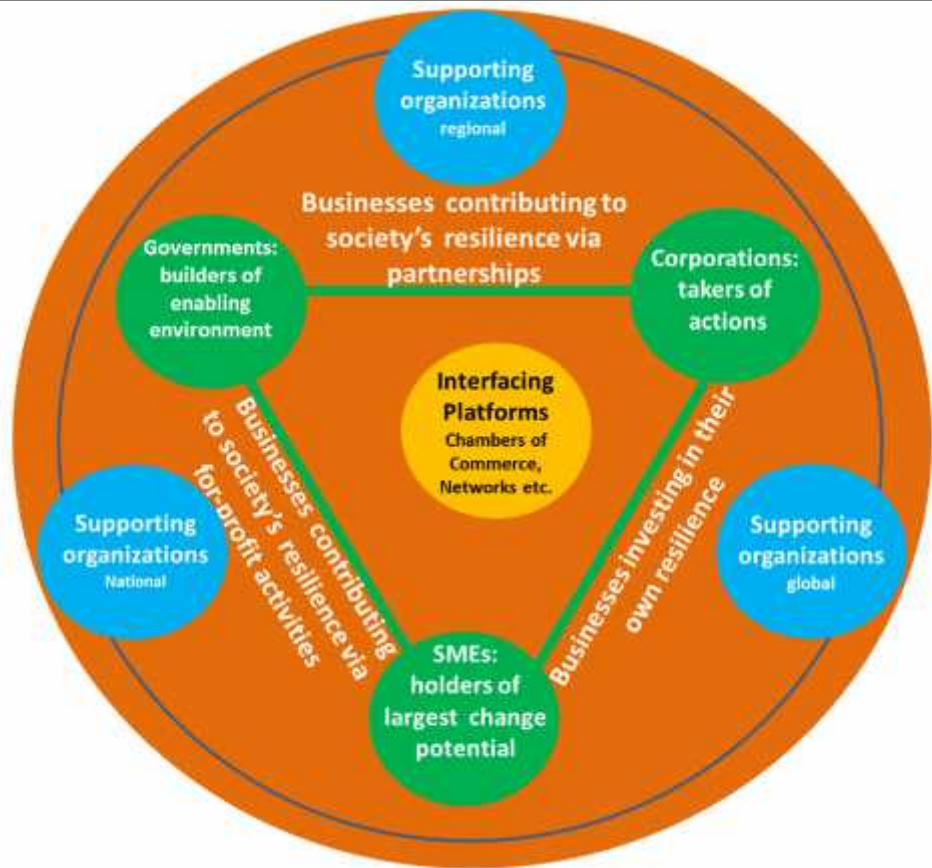 Supporting
organizations
regional
Businesses contributing to
society's resilience via
partnerships
Governments:
builders of
enabling
environment
Corporations:
takers of
actions
Interfacing
Platforms
Chambers of
Commerce,
Networks etc.
Businesses contributing
to society's resilience via
for-profit activities
Businesses investing in their
own resilience
Supporting
organizations
National
Supporting
organizations
global
SMEs:
holders of
largest change
potential